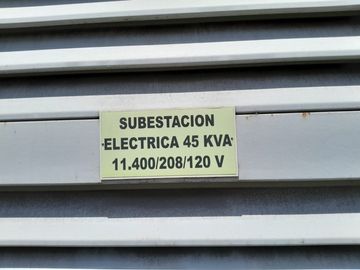 SUBESTACION
ELECTRICA 45 KVA
11.400/208/120 V